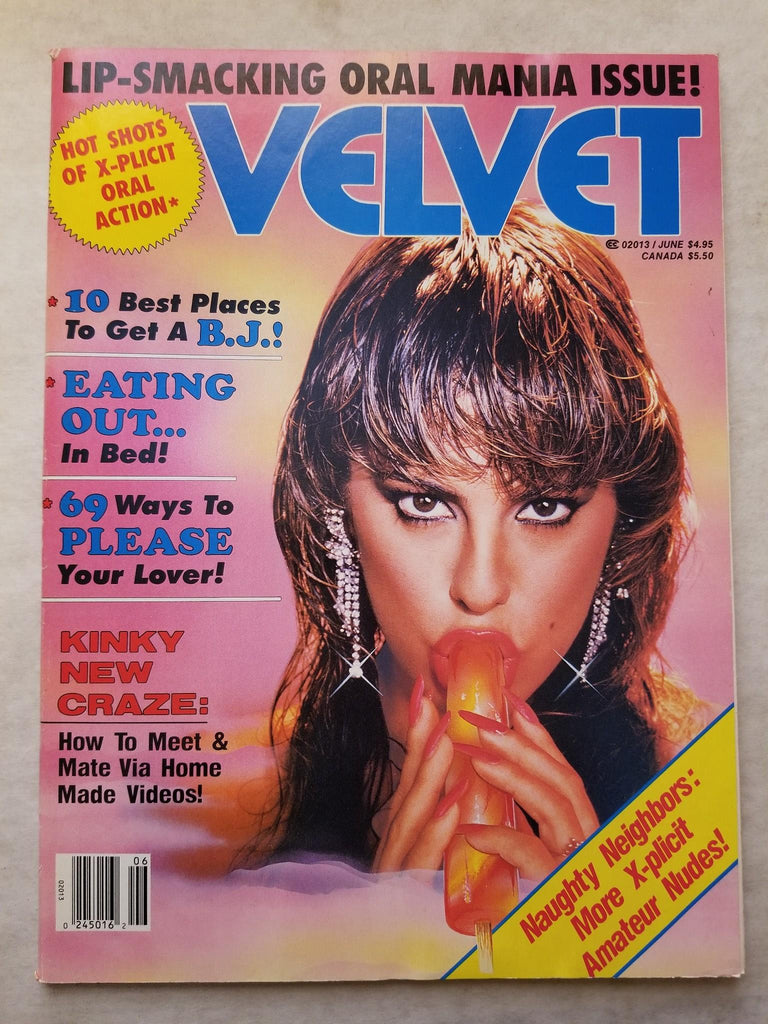 LIP-SMACKING ORAL MANIA ISSUE!
VELVET
HOT SHOTS
OF X-PLICIT
ORAL
ACTION*
02013 / JUNE $4.95
CANADA $5.50
* 10 Best Places
To Get A B.J.!
* EATING
OUT...
In Bed!
* 69 Ways To
PLEASE
Your Lover!
KINKY
NEW
CRAZE:
How To Meet &
Mate Via Home
Made Videos!
Naughty Neighbors:
More X-plicit
Amateur Nudes!
06
02013
0 245016 2